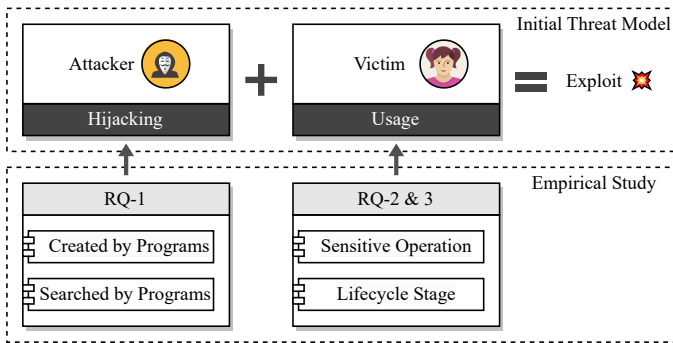 Initial Threat Model
Attacker
Victim
Exploit
Hijacking
Usage
Empirical Study
RQ-1
RQ-2 & 3
Created by Programs
Sensitive Operation
Searched by Programs
Lifecycle Stage